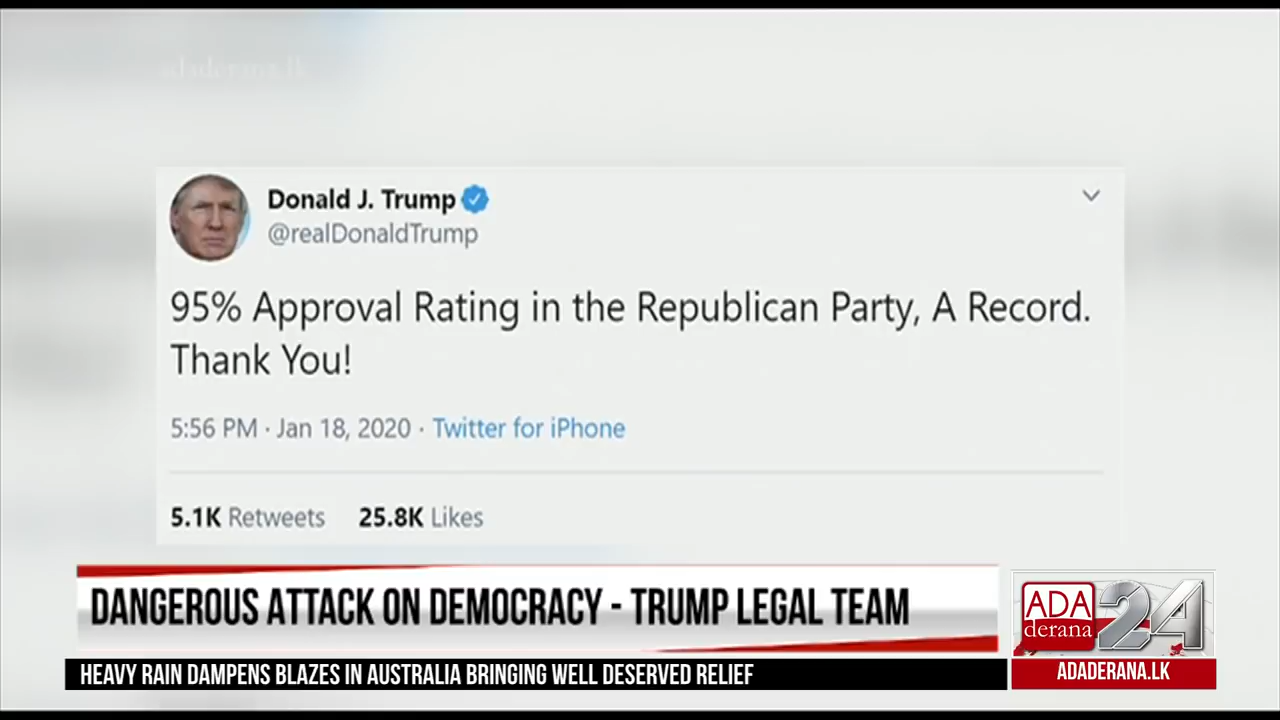 adaderana.lk
Donald J. Trump
@realDonaldTrump
95% Approval Rating in the Republican Party, A Record.
Thank You!
5:56 PM · Jan 18, 2020 · Twitter for iPhone
5.1K Retweets 25.8K Likes
DANGEROUS ATTACK ON DEMOCRACY - TRUMP LEGAL TEAM
ADA
derana 24
HEAVY RAIN DAMPENS BLAZES IN AUSTRALIA BRINGING WELL DESERVED RELIEF
ADADERANA.LK